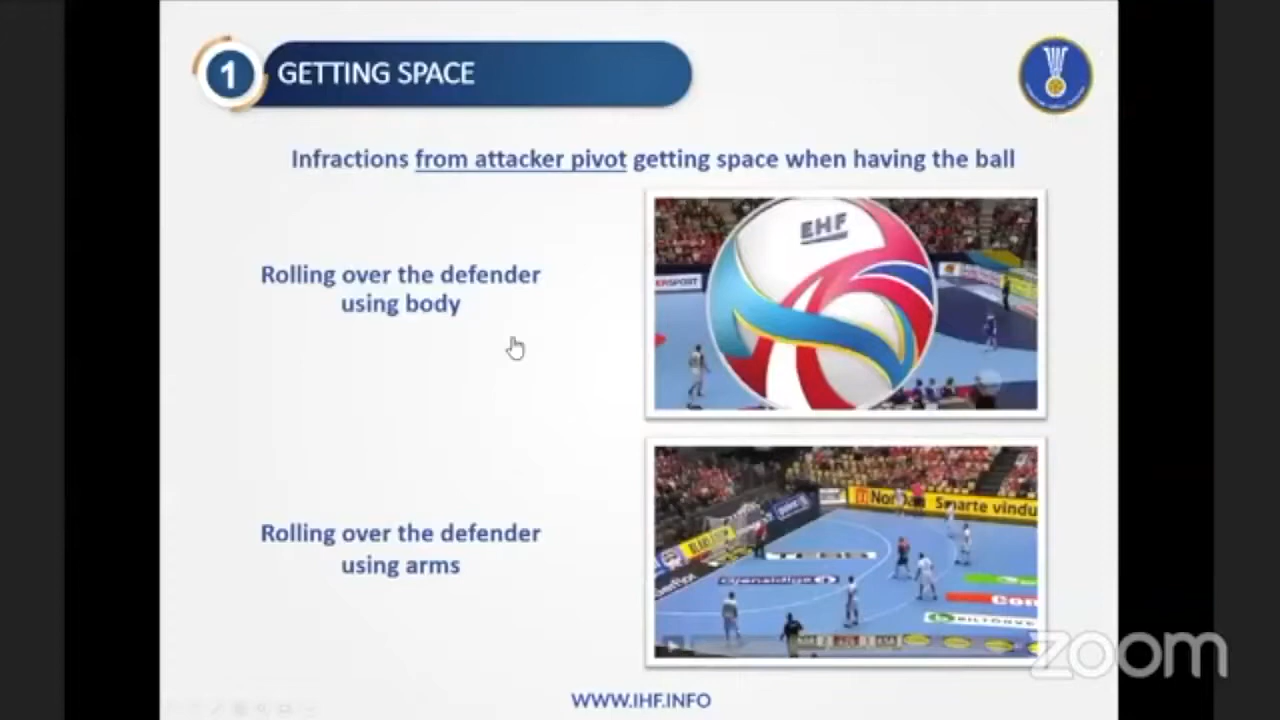 1 GETTING SPACE
Infractions from attacker pivot getting space when having the ball
Rolling over the defender
using body
EHF
Rolling over the defender
using arms
Smarte vindu
WWW.IHF.INFO
zoom